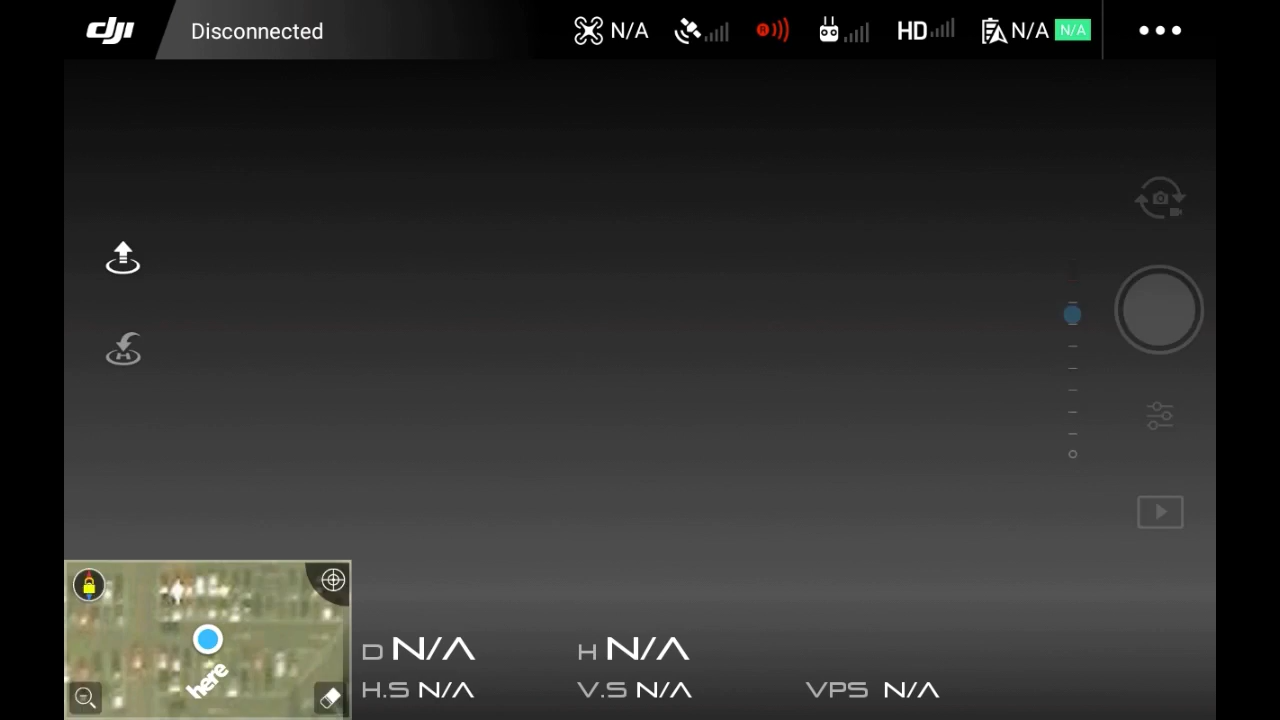 dji Disconnected N/A HD N/A N/A
here
D N/A H N/A
H.S N/A V.S N/A VPS N/A